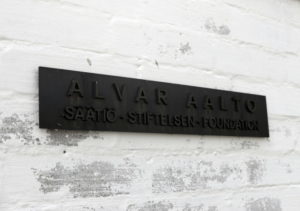 ALVAR AALTO
SÄÄTIÖ - STIFTELSEN - FOUNDATION